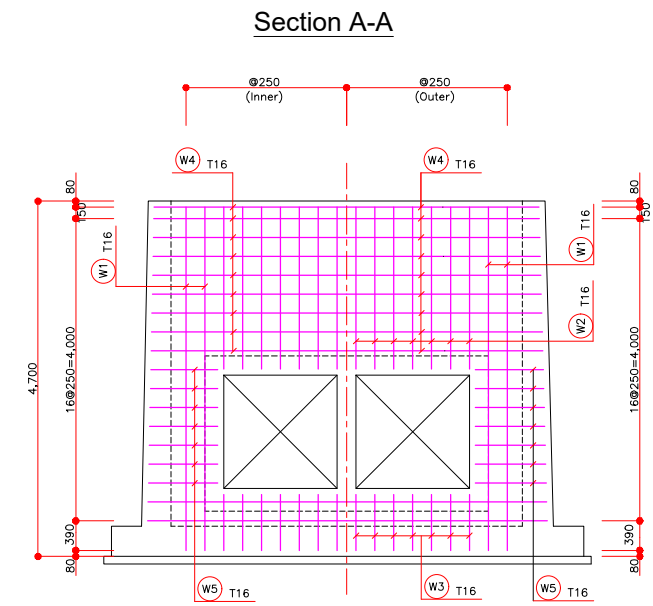 Section A-A
@250
(Inner)
@250
(Outer)
W4 T16
W4 T16
80
150
80
150
W1 T16
W1 T16
W2 T16
4,700
16@250=4,000
16@250=4,000
390
80
390
80
W5 T16
W3 T16
W5 T16